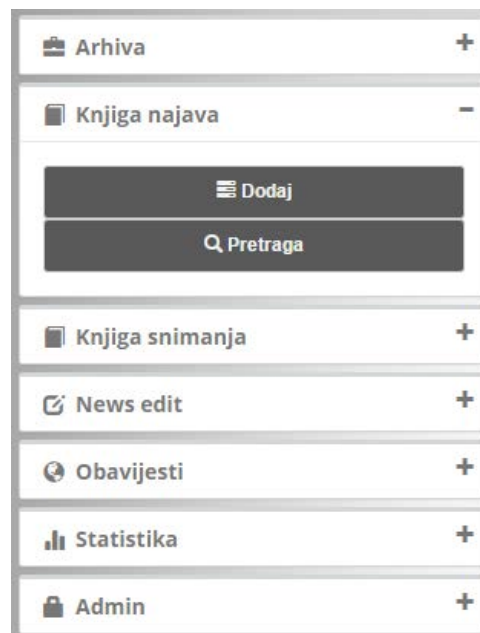 Arhiva
Knjiga najava
Dodaj
Pretraga
Knjiga snimanja
News edit
Obavijesti
Statistika
Admin